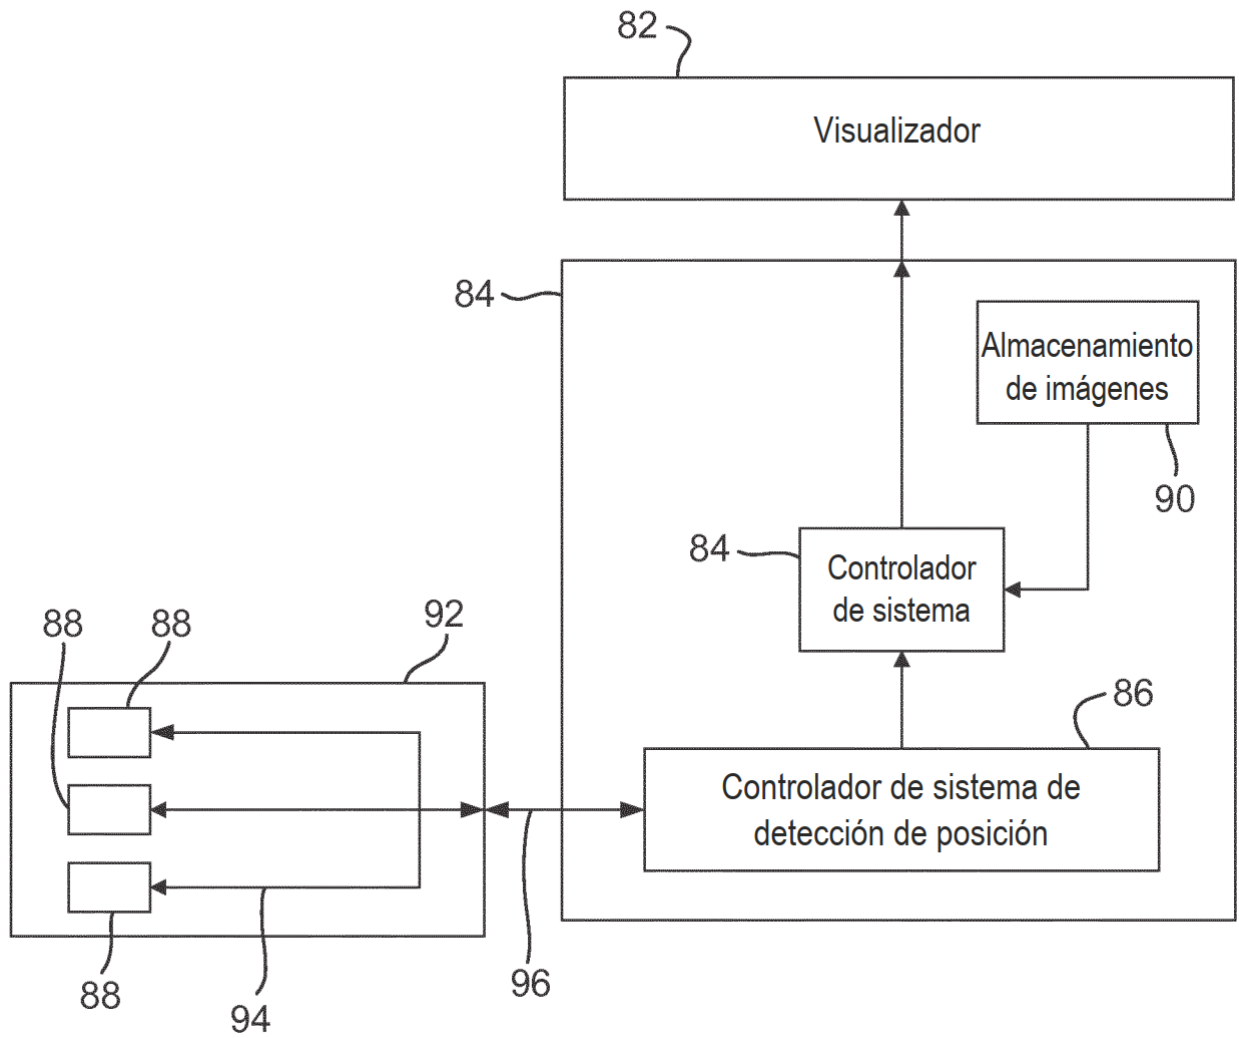 82
Visualizador
84
Almacenamiento
de imágenes
90
84
Controlador
de sistema
88
88
92
86
Controlador de sistema de
detección de posición
88
94
96